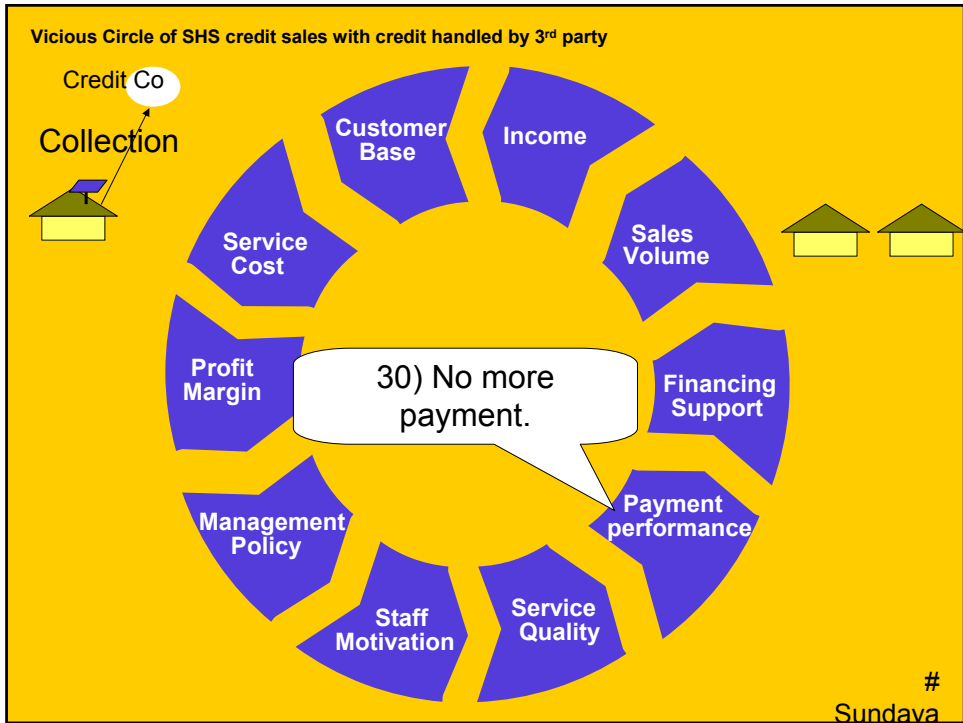 Vicious Circle of SHS credit sales with credit handled by 3rd party
Credit Co
Collection
Customer
Base
Income
Sales
Volume
Financing
Support
Payment
performance
Service
Quality
Staff
Motivation
Management
Policy
Profit
Margin
Service
Cost
30) No more
payment.
#
Sundaya